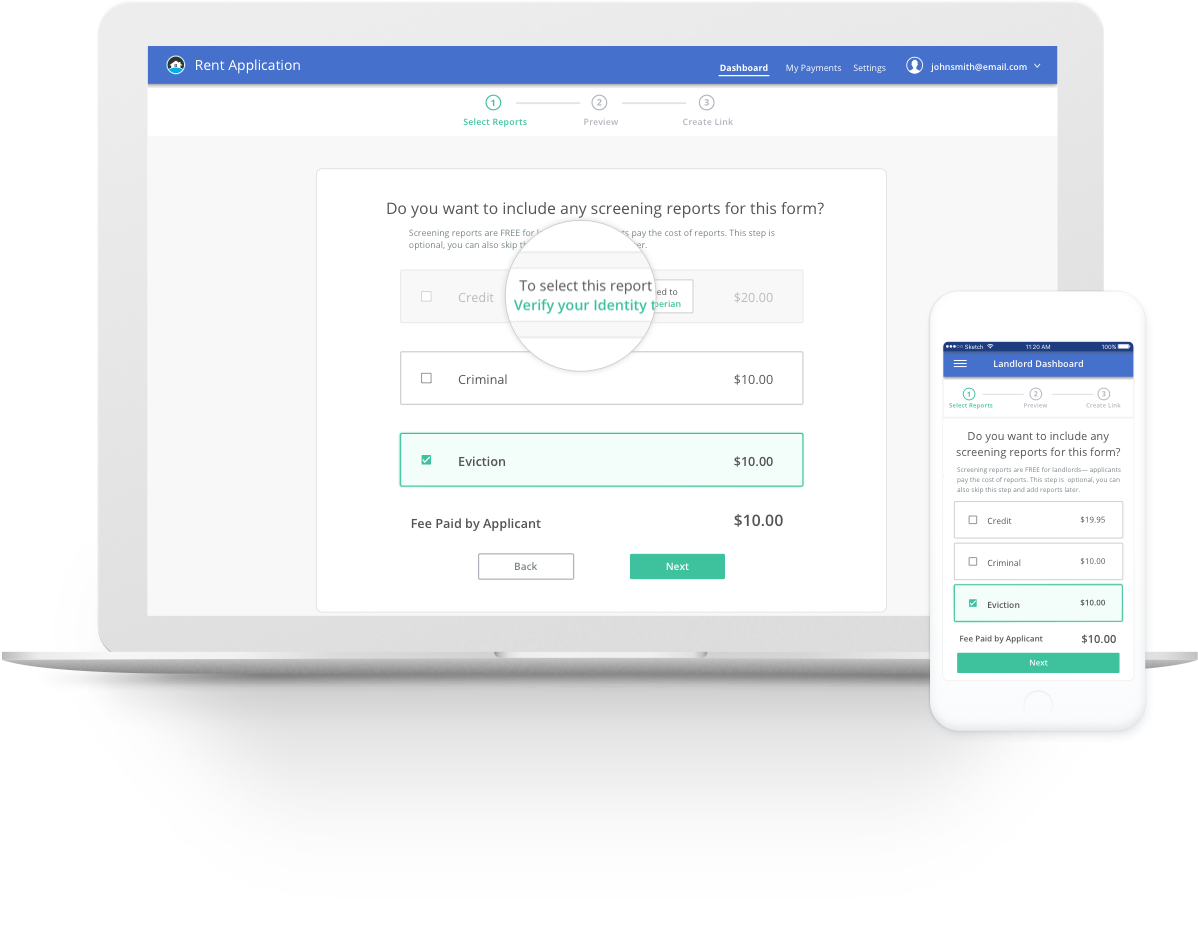 Rent Application
Dashboard My Payments Settings johnsmith@email.com
1 2 3
Select Reports Preview Create Link
Do you want to include any screening reports for this form?
Screening reports are FREE for pay the cost of reports. This step is
optional, you can also skip
To select this report
Verify your Identity
Credit ed to $20.00
perian
Criminal $10.00
Eviction $10.00
Fee Paid by Applicant $10.00
Back Next
Sketch 11:20 AM 100%
Landlord Dashboard
1 2 3
Select Reports Preview Create Link
Do you want to include any
screening reports for this form?
Screening reports are FREE for landlords— applicants
pay the cost of reports. This step is optional, you can
also skip this step and add reports later.
Credit $19.95
Criminal $10.00
Eviction $10.00
Fee Paid by Applicant $10.00
Next